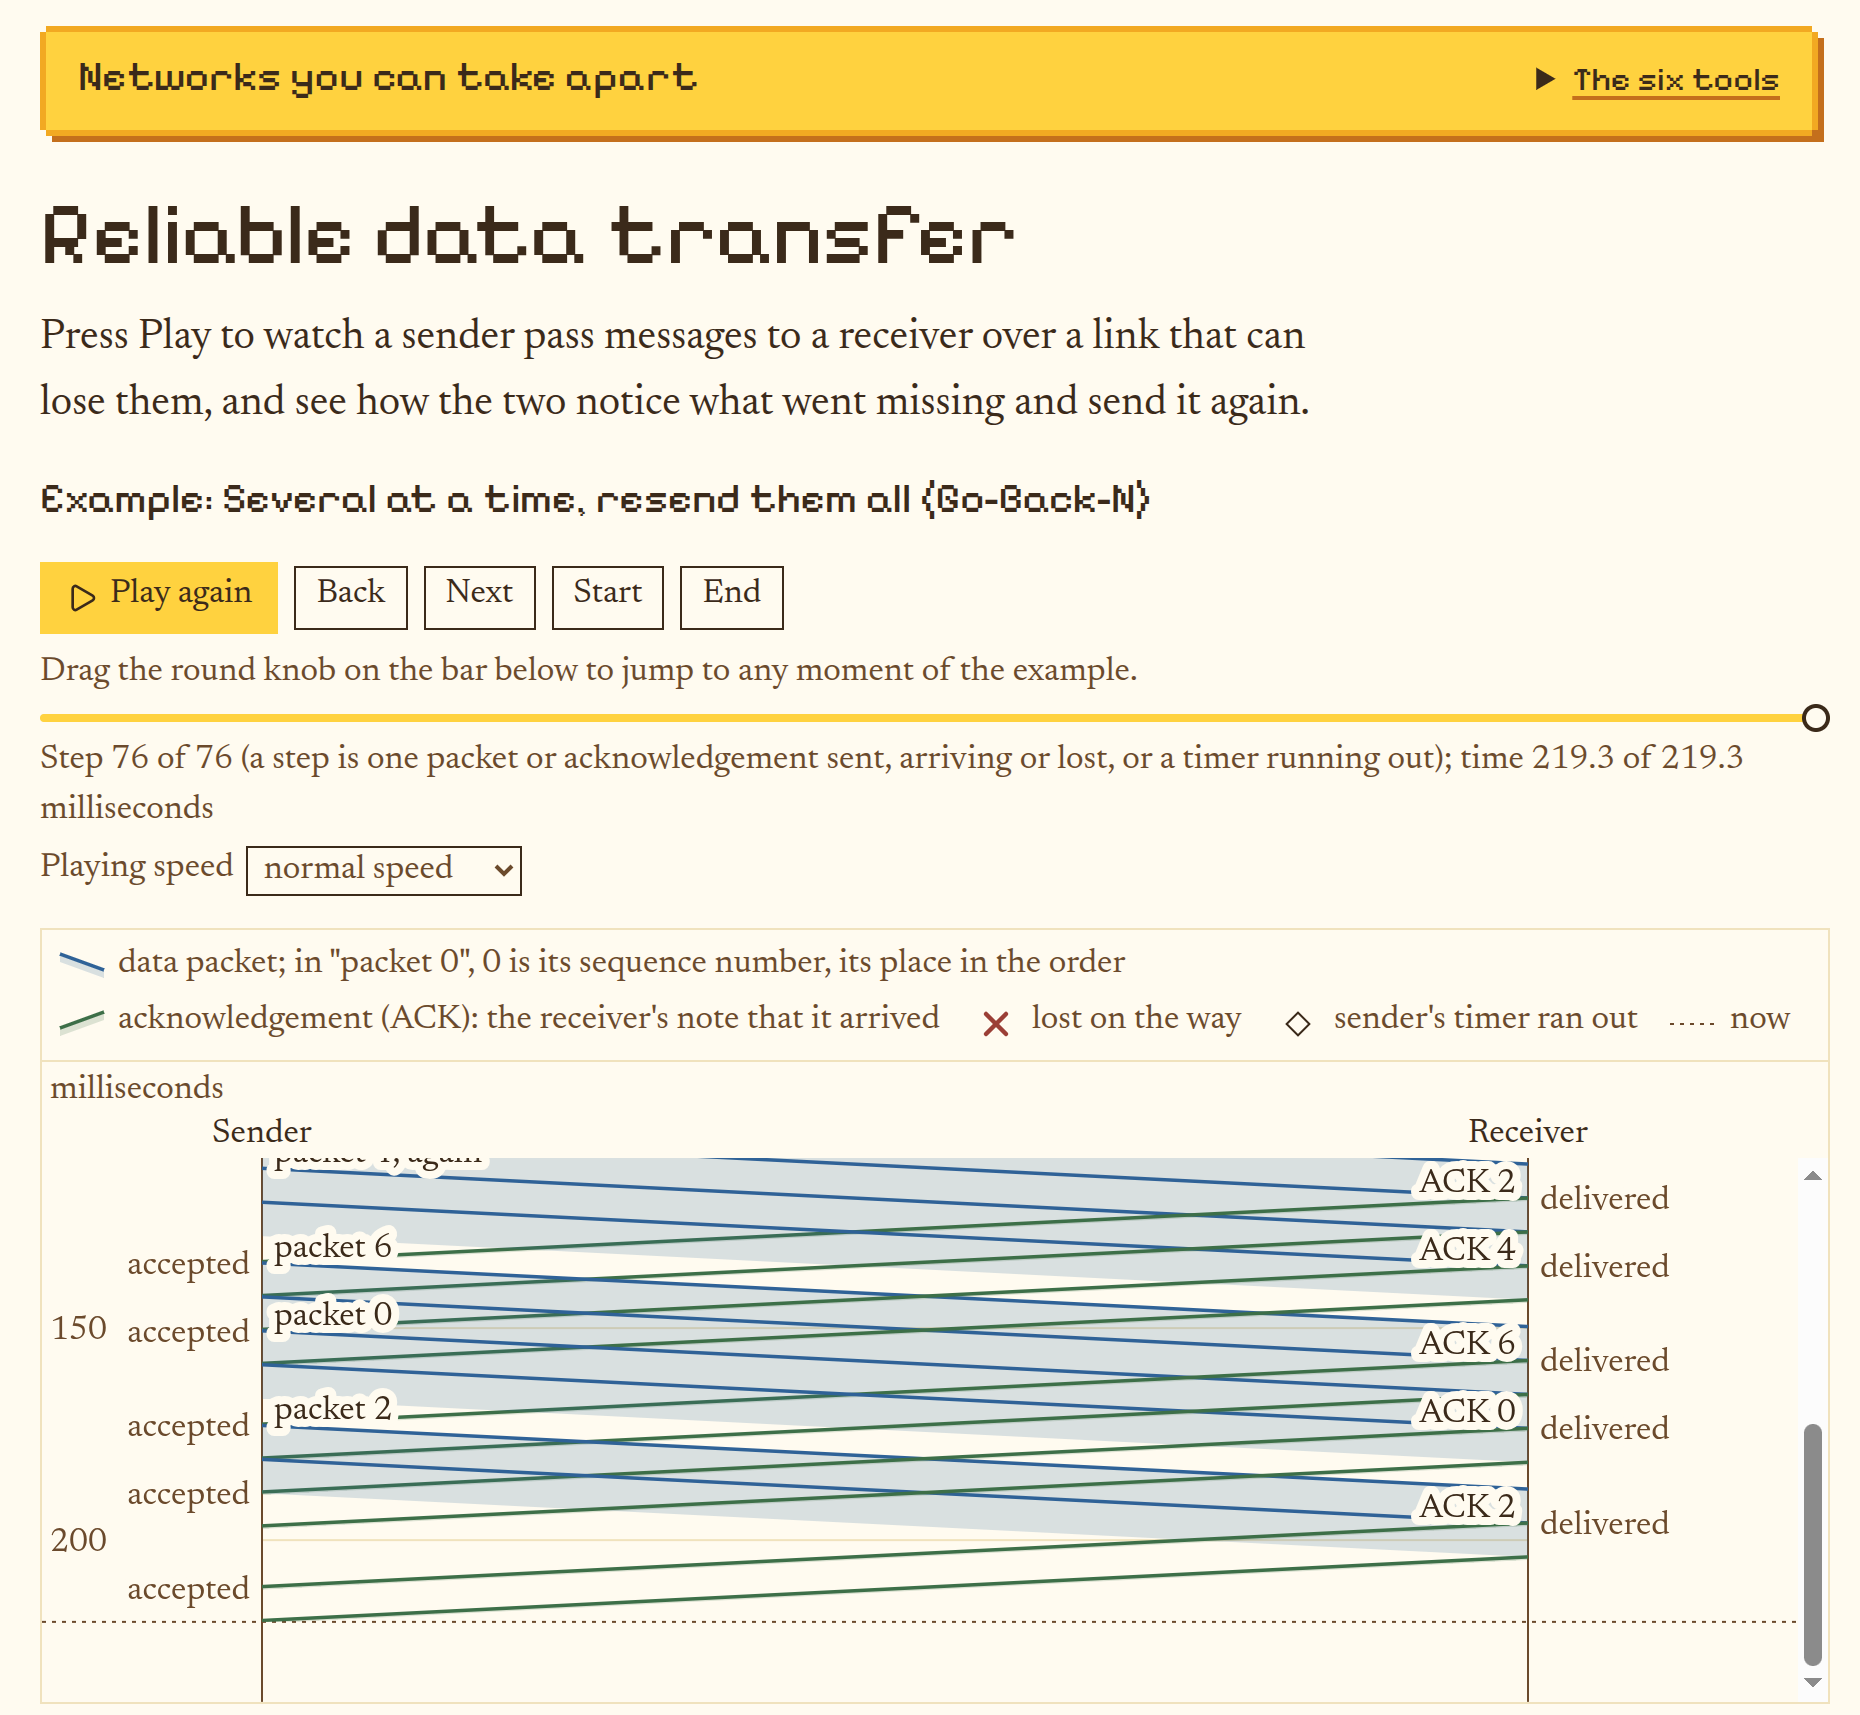 Networks you can take apart
The six tools
Reliable data transfer
Press Play to watch a sender pass messages to a receiver over a link that can
lose them, and see how the two notice what went missing and send it again.
Example: Several at a time, resend them all (Go-Back-N)
Play again
Back
Next
Start
End
Drag the round knob on the bar below to jump to any moment of the example.
Step 76 of 76 (a step is one packet or acknowledgement sent, arriving or lost, or a timer running out); time 219.3 of 219.3
milliseconds
Playing speed normal speed
data packet; in "packet 0", 0 is its sequence number, its place in the order
acknowledgement (ACK): the receiver's note that it arrived
lost on the way
sender's timer ran out
now
milliseconds
Sender
Receiver
packet
, again
ACK 2
delivered
packet 6
accepted
ACK 4
delivered
packet 0
150
accepted
ACK 6
delivered
packet 2
accepted
ACK 0
delivered
accepted
ACK 2
delivered
200
accepted